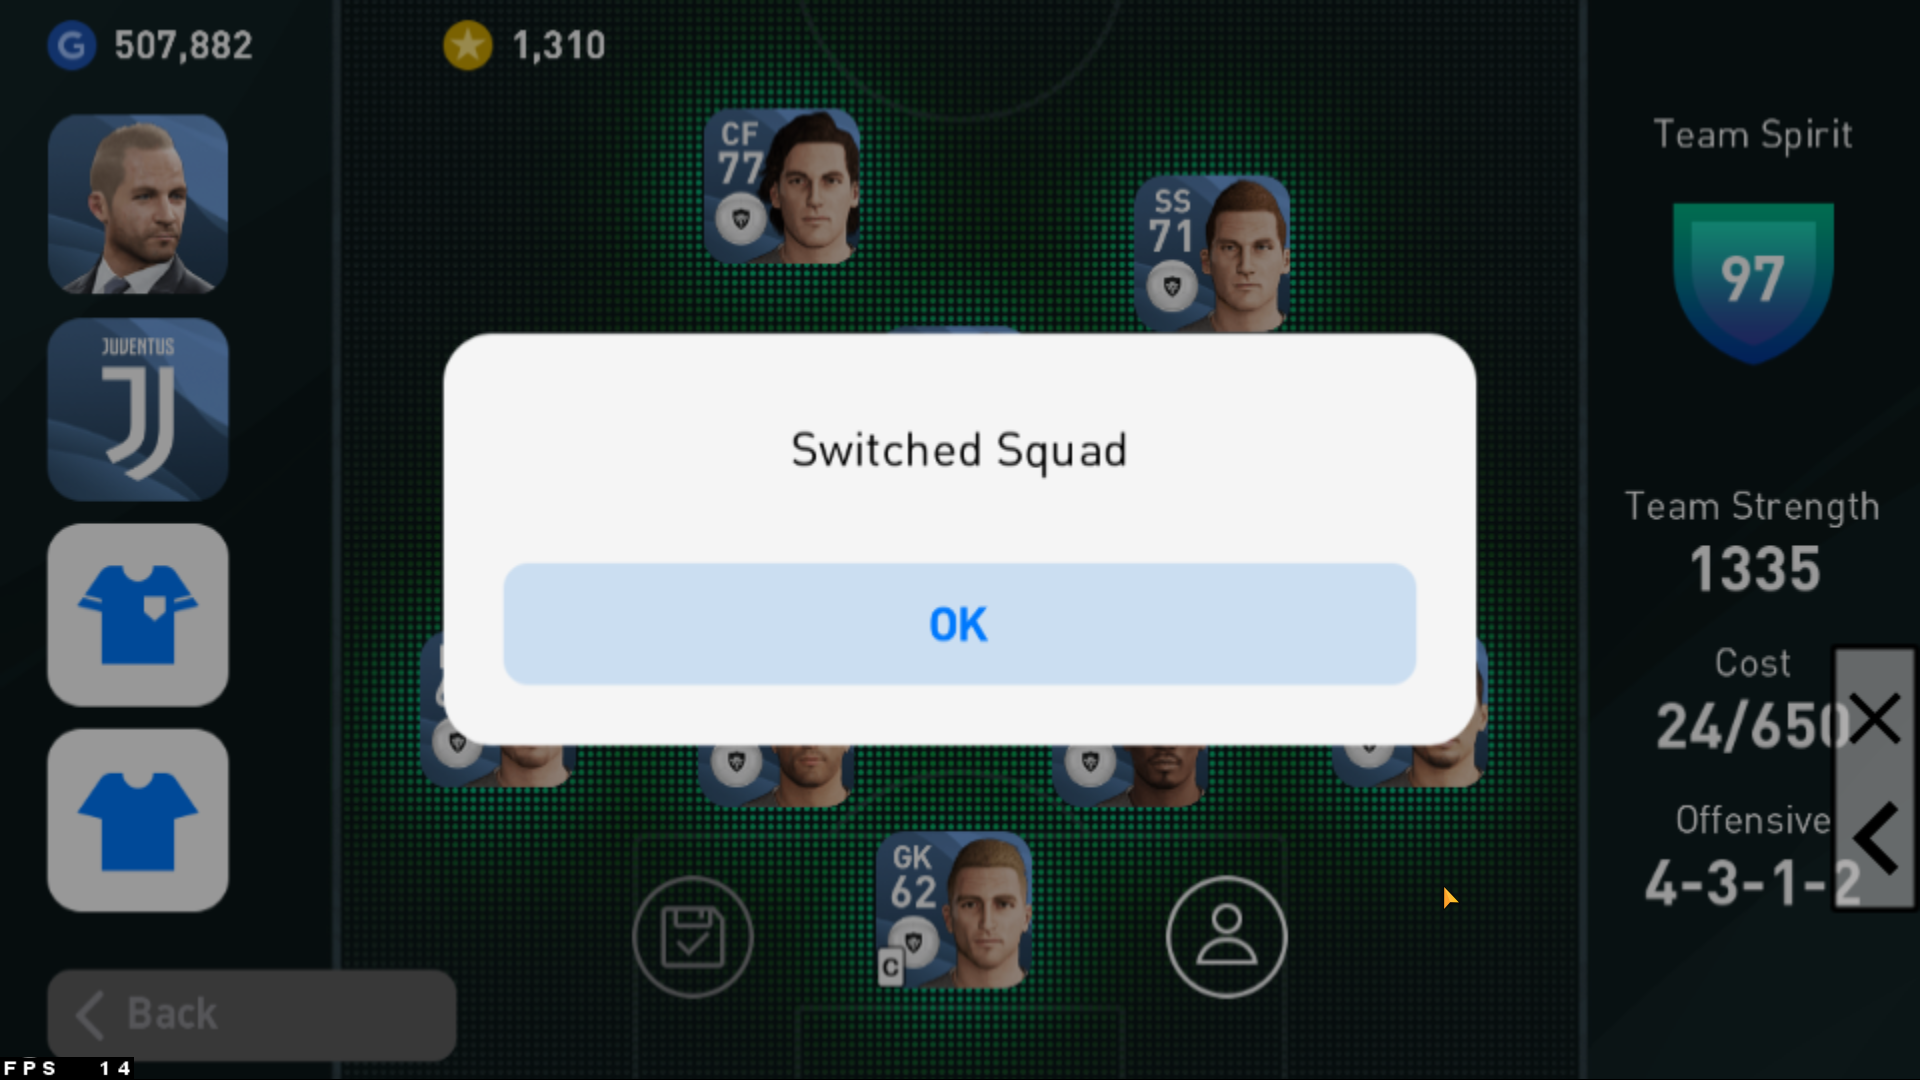 G 507,882
1,310
CF
77
SS
71
Team Spirit
97
JUVENTUS
Switched Squad
OK
Team Strength
1335
Cost
24/650
Offensive
4-3-1-2
GK
62
C
Back
FPS 14